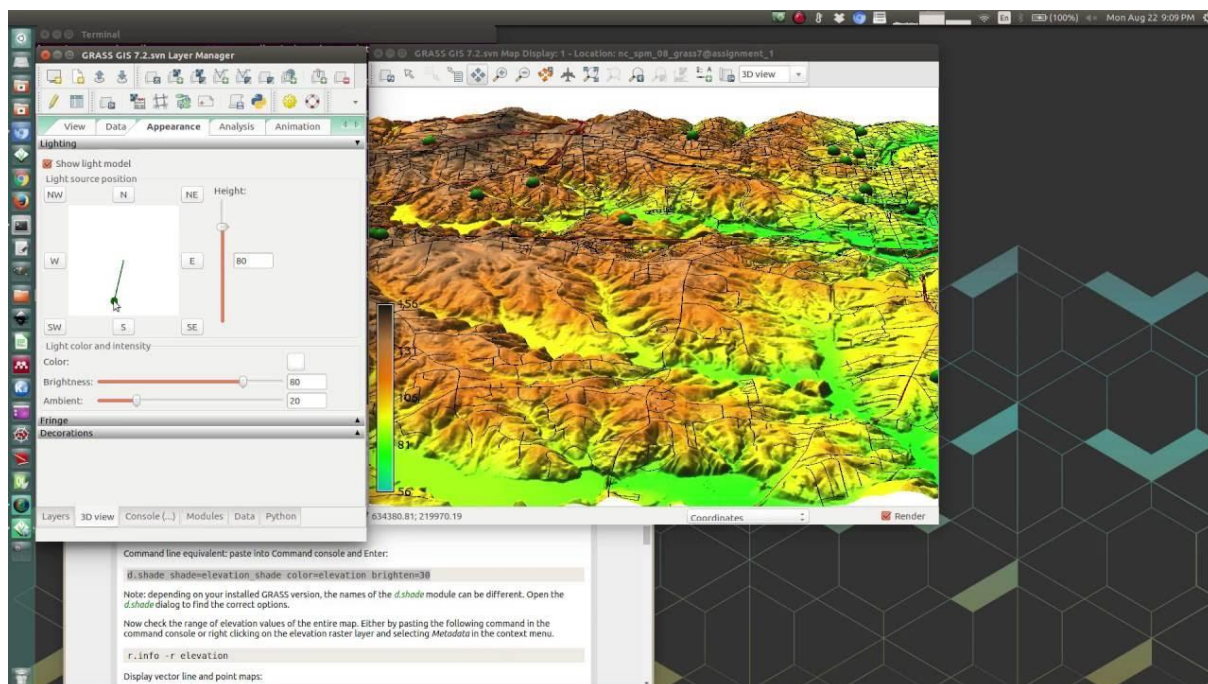 (100%) Mon Aug 22 9:09 PM
En
Terminal
GRASS GIS 7.2.svn Layer Manager
GRASS GIS 7.2.svn Map Display: 1 - Location: nc_spm_08_grass7@assignment_1
3D view
View Data Appearance Analysis Animation
Lighting
Show light model
Light source position
NW N NE Height:
W E 80
SW S SE
Light color and intensity
Color:
Brightness: 80
Ambient: 20
Fringe
Decorations
Layers 3D view Console (...) Modules Data Python
156
131
106
81
56
634380.81; 219970.19 Coordinates Render
Command line equivalent: paste into Command console and Enter:
d.shade shade=elevation_shade color=elevation brighten=30
Note: depending on your installed GRASS version, the names of the d.shade module can be different. Open the
d.shade dialog to find the correct options.
Now check the range of elevation values of the entire map. Either by pasting the following command in the
command console or right clicking on the elevation raster layer and selecting Metadata in the context menu.
r.info -r elevation
Display vector line and point maps: